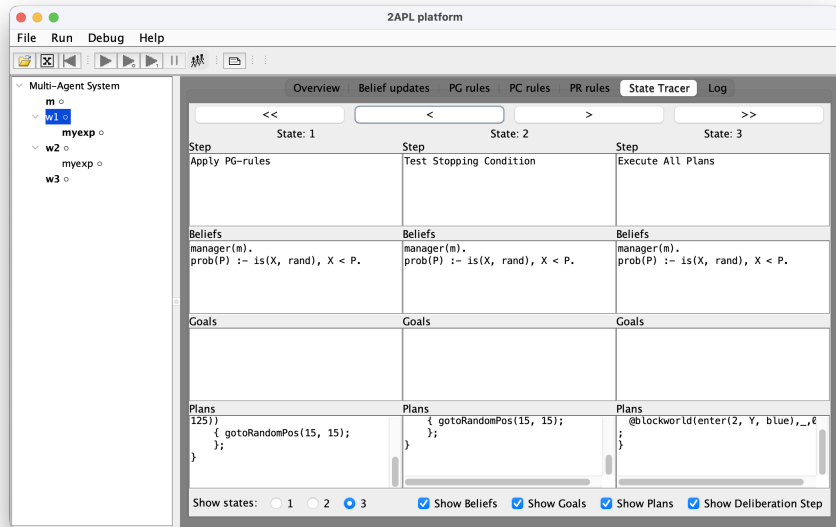 2APL platform
File Run Debug Help
Multi-Agent System
m
w1
myexp
w2
myexp
w3
Overview Belief updates PG rules PC rules PR rules State Tracer Log
<< < > >>
State: 1 State: 2 State: 3
Step Step Step
Apply PG-rules Test Stopping Condition Execute All Plans
Beliefs Beliefs Beliefs
manager(m). manager(m). manager(m).
prob(P) :- is(X, rand), X < P. prob(P) :- is(X, rand), X < P. prob(P) :- is(X, rand), X < P.
Goals Goals Goals
Plans Plans Plans
125)) { gotoRandomPos(15, 15); @blockworld(enter(2, Y, blue),_,
{ gotoRandomPos(15, 15); }; ;
}; } }
}
Show states: 1 2 3 Show Beliefs Show Goals Show Plans Show Deliberation Step